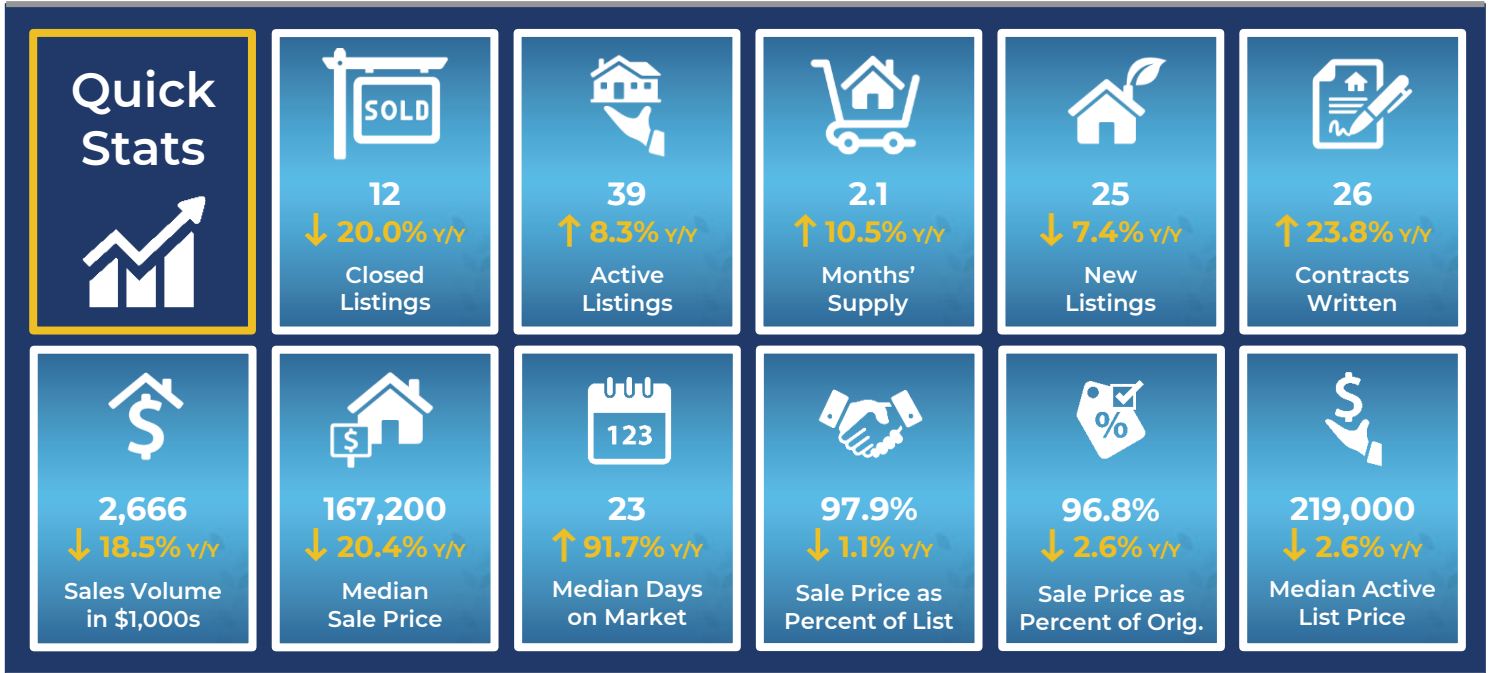 Quick
Stats
SOLD
12
↓ 20.0% Y/Y
Closed
Listings
39
↑ 8.3% Y/Y
Active
Listings
2.1
↑ 10.5% Y/Y
Months’
Supply
25
↓ 7.4% Y/Y
New
Listings
26
↑ 23.8% Y/Y
Contracts
Written
$
2,666
↓ 18.5% Y/Y
Sales Volume
in $1,000s
$
167,200
↓ 20.4% Y/Y
Median
Sale Price
123
23
↑ 91.7% Y/Y
Median Days
on Market
97.9%
↓ 1.1% Y/Y
Sale Price as
Percent of List
%
96.8%
↓ 2.6% Y/Y
Sale Price as
Percent of Orig.
$
219,000
↓ 2.6% Y/Y
Median Active
List Price